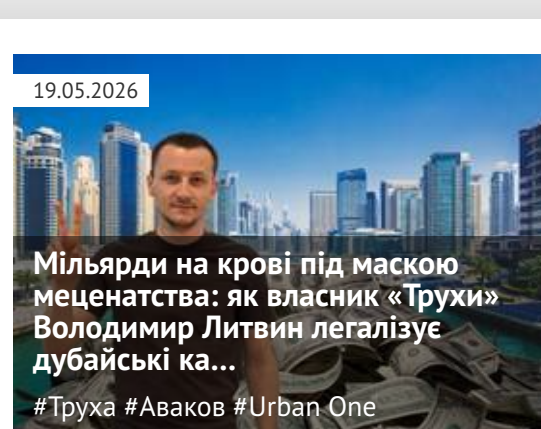 19.05.2026
Мільярди на крові під маскою
меценатства: як власник «Трухи»
Володимир Литвин легалізує
дубайські ка...
#Труха #Аваков #Urban One